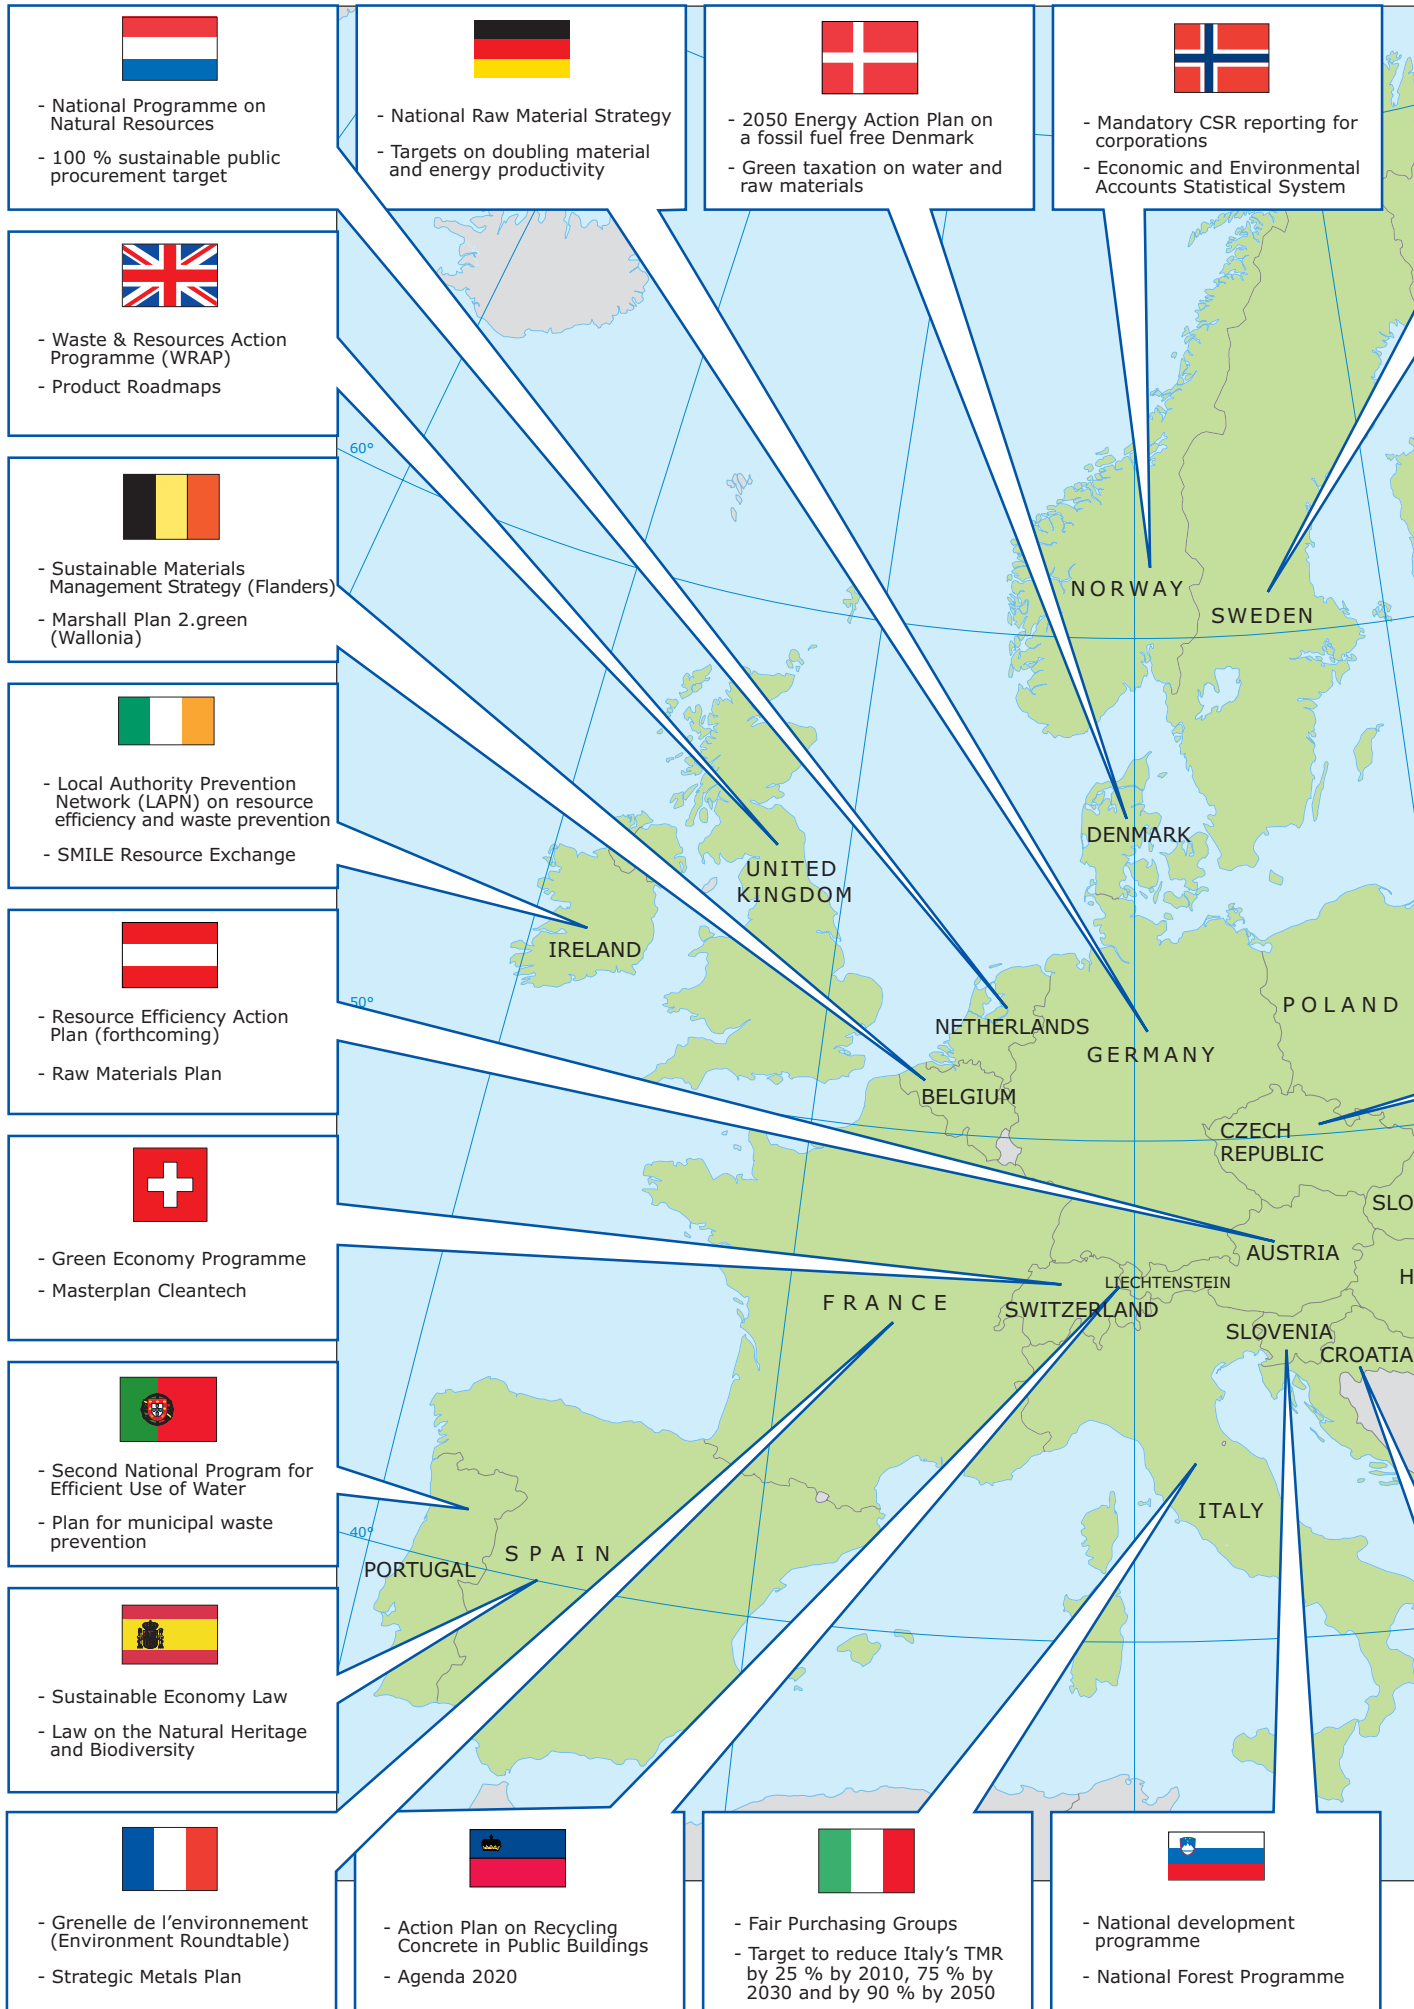 - National Programme on
Natural Resources
- 100 % sustainable public
procurement target
- National Raw Material Strategy
- Targets on doubling material
and energy productivity
- 2050 Energy Action Plan on
a fossil fuel free Denmark
- Green taxation on water and
raw materials
- Mandatory CSR reporting for
corporations
- Economic and Environmental
Accounts Statistical System
- Waste & Resources Action
Programme (WRAP)
- Product Roadmaps
- Sustainable Materials
Management Strategy (Flanders)
- Marshall Plan 2.green
(Wallonia)
- Local Authority Prevention
Network (LAPN) on resource
efficiency and waste prevention
- SMILE Resource Exchange
- Resource Efficiency Action
Plan (forthcoming)
- Raw Materials Plan
- Green Economy Programme
- Masterplan Cleantech
- Second National Program for
Efficient Use of Water
- Plan for municipal waste
prevention
- Sustainable Economy Law
- Law on the Natural Heritage
and Biodiversity
- Grenelle de l'environnement
(Environment Roundtable)
- Strategic Metals Plan
- Action Plan on Recycling
Concrete in Public Buildings
- Agenda 2020
- Fair Purchasing Groups
- Target to reduce Italy's TMR
by 25 % by 2010, 75 % by
2030 and by 90 % by 2050
- National development
programme
- National Forest Programme
60°
50°
40°
NORWAY
SWEDEN
DENMARK
UNITED
KINGDOM
IRELAND
POLAND
NETHERLANDS
GERMANY
BELGIUM
CZECH
REPUBLIC
SLO
AUSTRIA
H
LIECHTENSTEIN
FRANCE
SWITZERLAND
SLOVENIA
CROATIA
ITALY
SPAIN
PORTUGAL